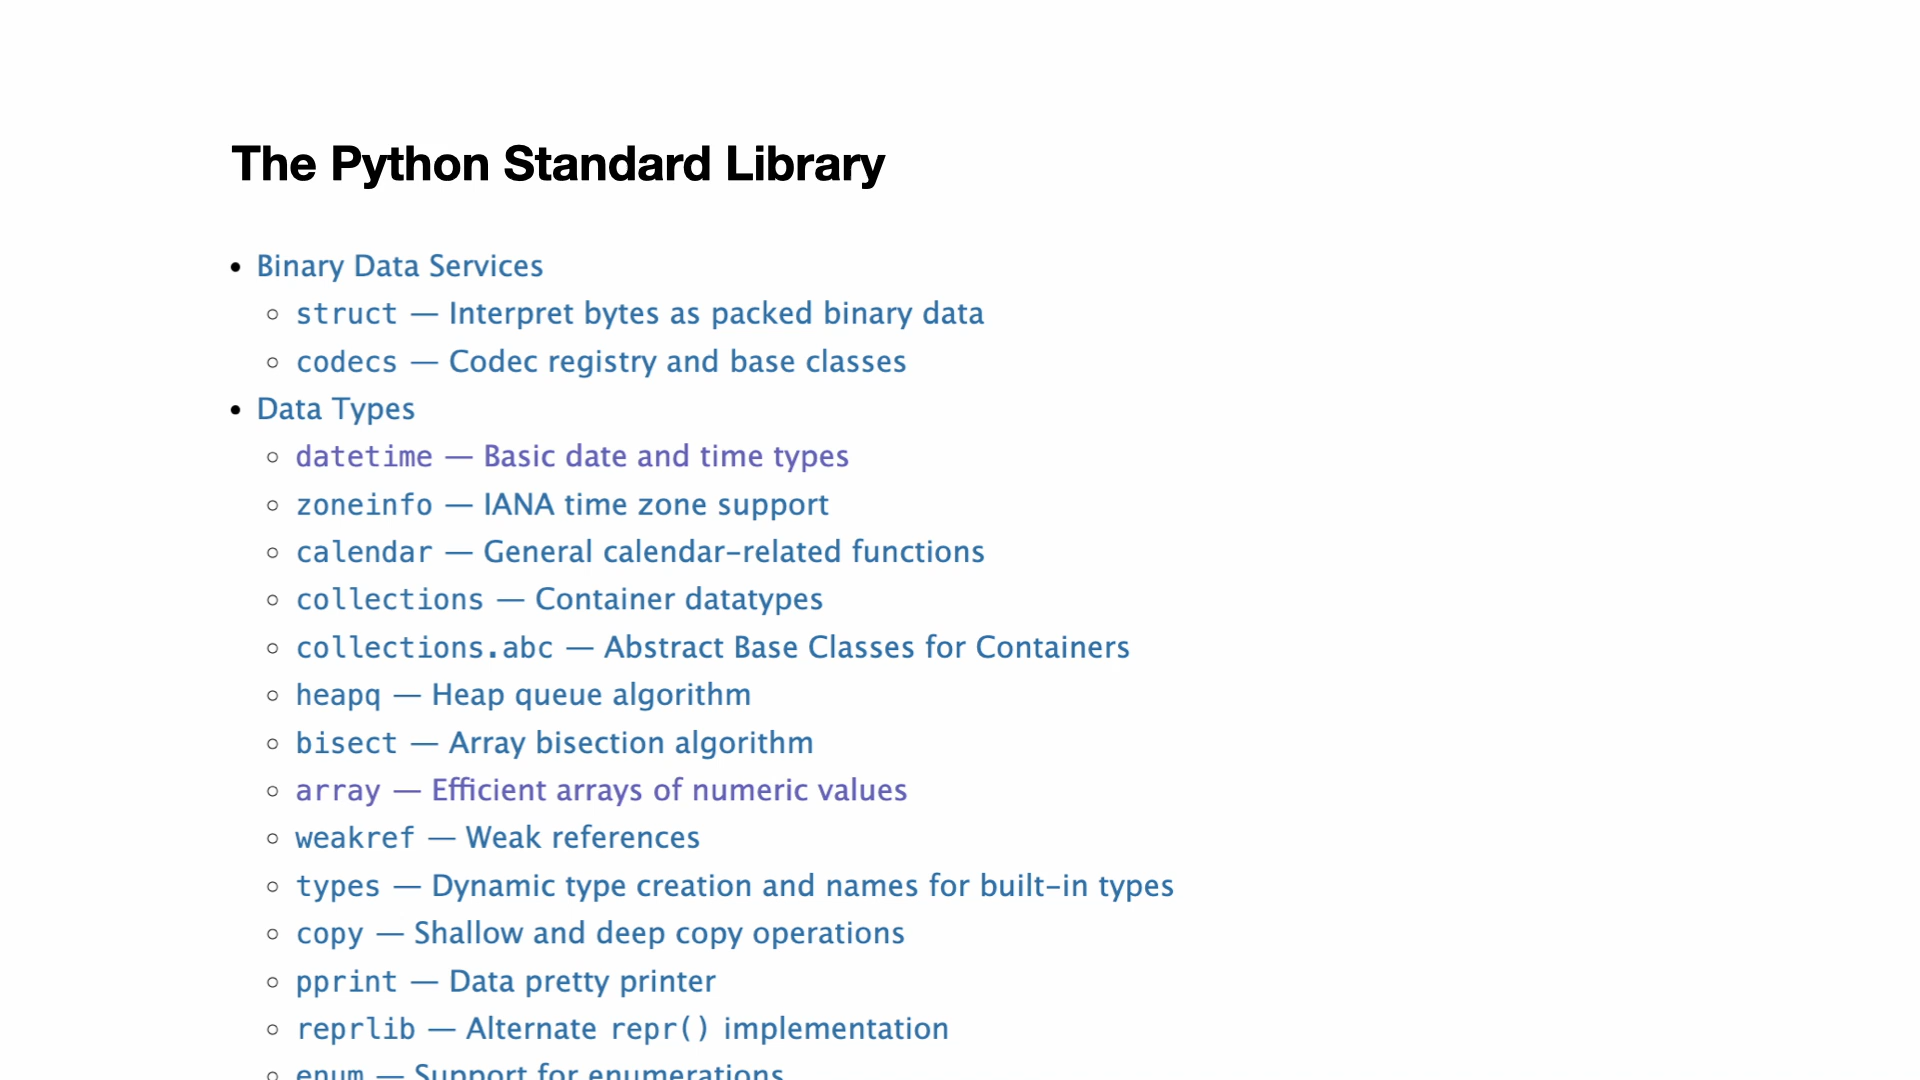 The Python Standard Library
• Binary Data Services
○ struct — Interpret bytes as packed binary data
○ codecs — Codec registry and base classes
• Data Types
○ datetime — Basic date and time types
○ zoneinfo — IANA time zone support
○ calendar — General calendar-related functions
○ collections — Container datatypes
○ collections.abc — Abstract Base Classes for Containers
○ heapq — Heap queue algorithm
○ bisect — Array bisection algorithm
○ array — Efficient arrays of numeric values
○ weakref — Weak references
○ types — Dynamic type creation and names for built-in types
○ copy — Shallow and deep copy operations
○ pprint — Data pretty printer
○ reprlib — Alternate repr() implementation
○ enum — Support for enumerations